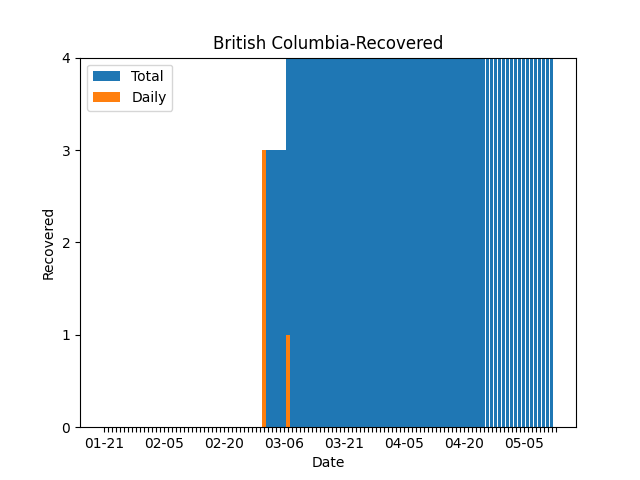 British Columbia-Recovered
Total
Daily
Recovered
4
3
2
1
0
01-21 02-05 02-20 03-06 03-21 04-05 04-20 05-05
Date